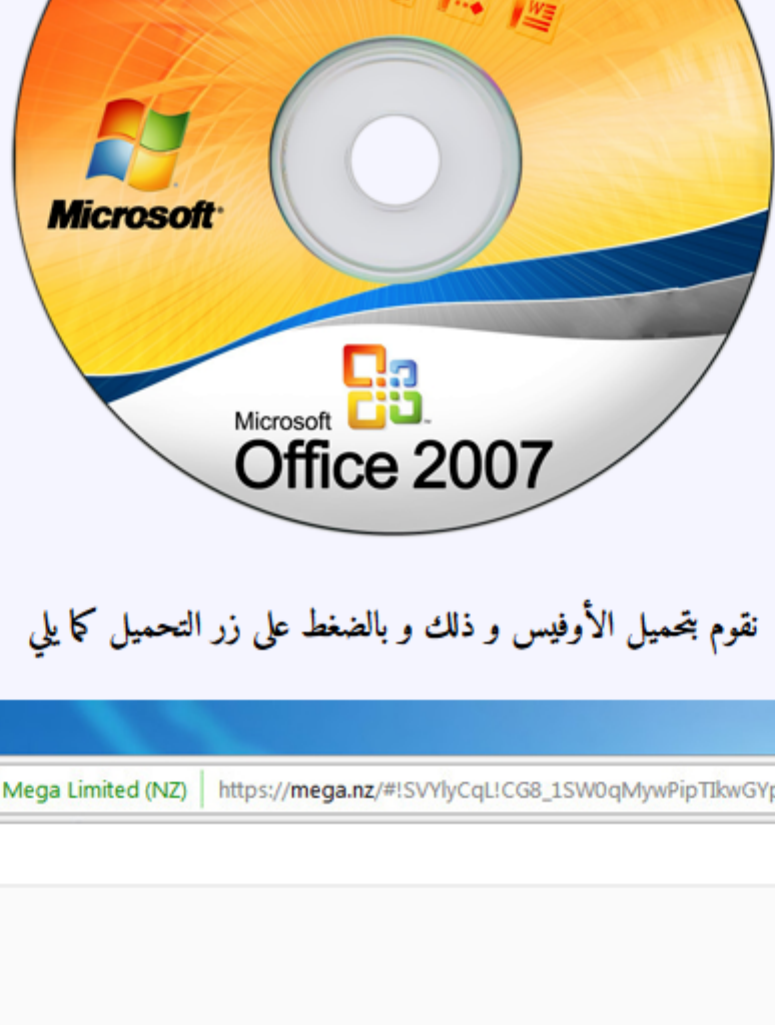 W
Microsoft
Microsoft
Office 2007
نقوم بتحميل الأوفيس و ذلك و بالضغط على زر التحميل كما يلي
Mega Limited (NZ) https://mega.nz/#!SVYlyCqL!CG8_1SW0qMywPipTIkwGYp